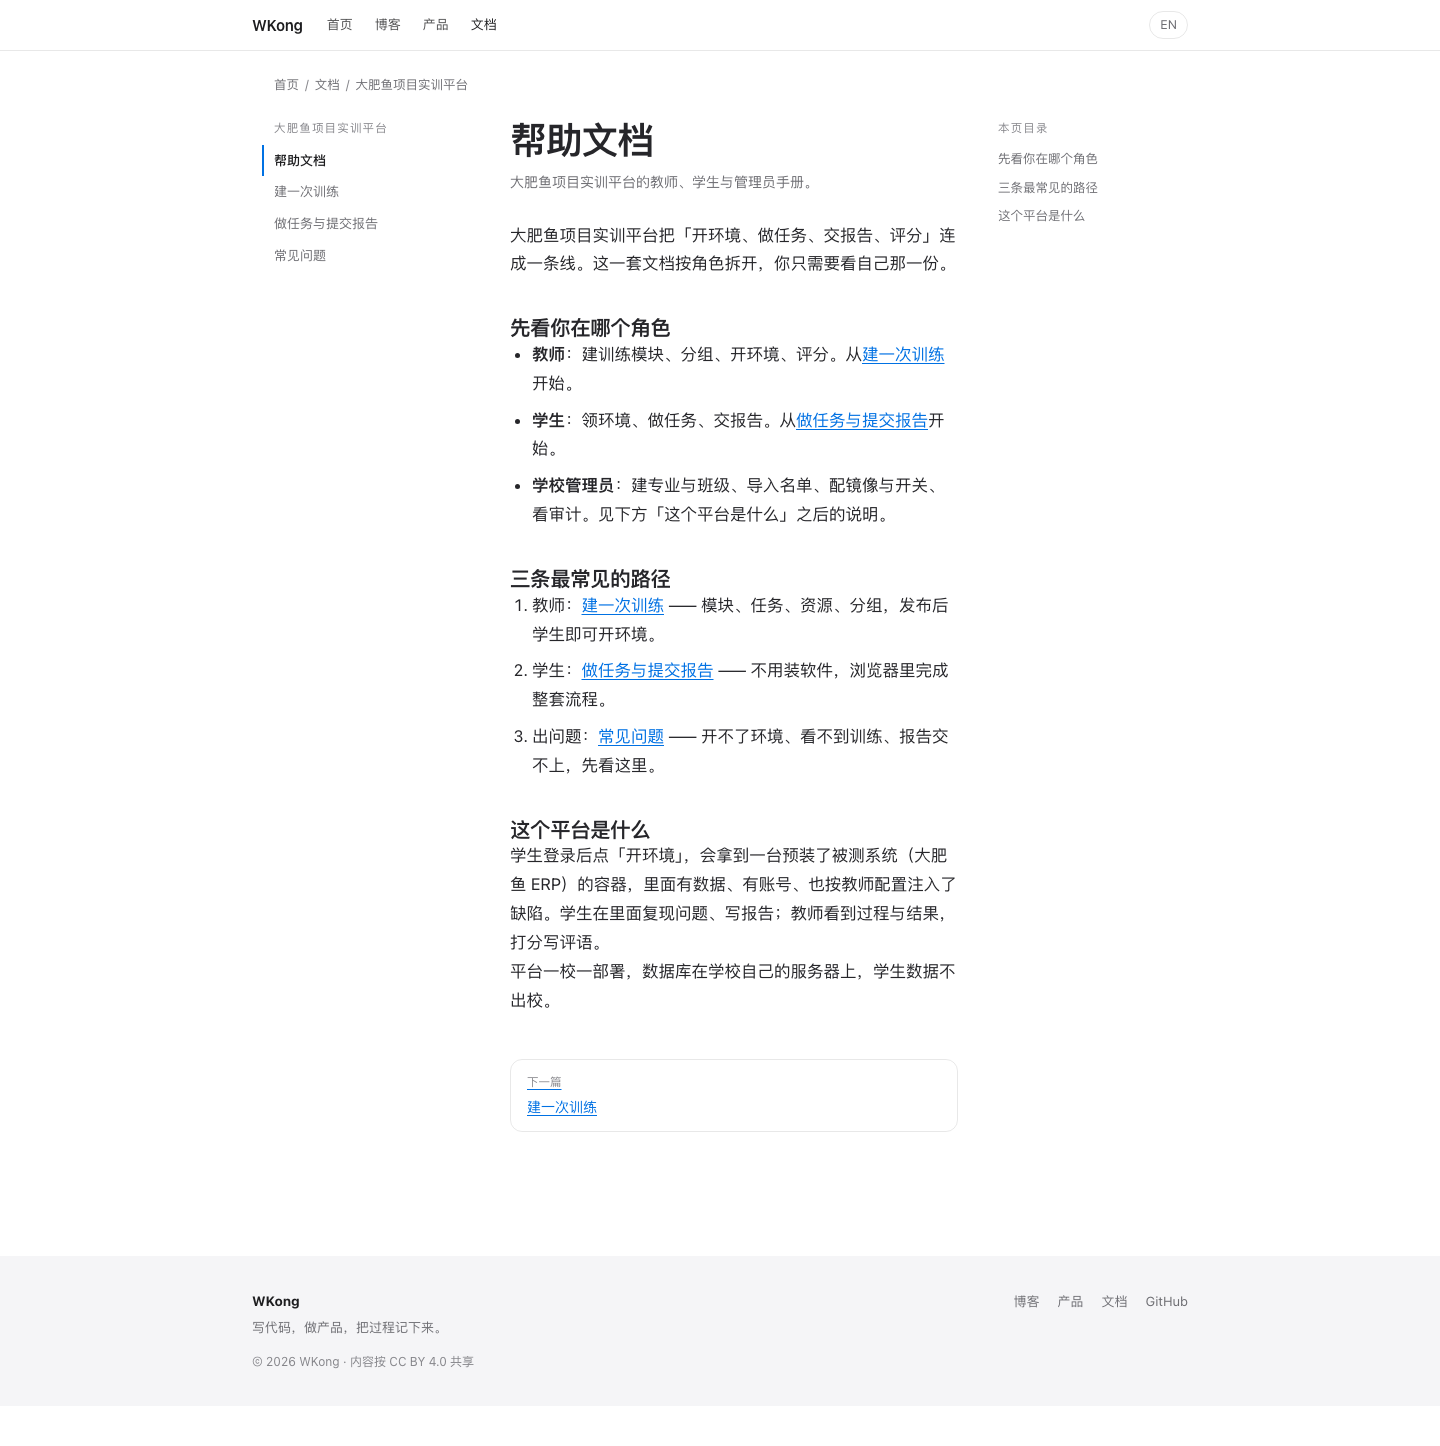 WKong 首页 博客 产品 文档 EN
首页 / 文档 / 大肥鱼项目实训平台
大肥鱼项目实训平台
帮助文档
建一次训练
做任务与提交报告
常见问题
帮助文档
大肥鱼项目实训平台的教师、学生与管理员手册。
大肥鱼项目实训平台把「开环境、做任务、交报告、评分」连
成一条线。这一套文档按角色拆开，你只需要看自己那一份。
先看你在哪个角色
• 教师：建训练模块、分组、开环境、评分。从建一次训练
开始。
• 学生：领环境、做任务、交报告。从做任务与提交报告开
始。
• 学校管理员：建专业与班级、导入名单、配镜像与开关、
看审计。见下方「这个平台是什么」之后的说明。
三条最常见的路径
1. 教师：建一次训练 —— 模块、任务、资源、分组，发布后
学生即可开环境。
2. 学生：做任务与提交报告 —— 不用装软件，浏览器里完成
整套流程。
3. 出问题：常见问题 —— 开不了环境、看不到训练、报告交
不上，先看这里。
这个平台是什么
学生登录后点「开环境」，会拿到一台预装了被测系统（大肥
鱼 ERP）的容器，里面有数据、有账号、也按教师配置注入了
缺陷。学生在里面复现问题、写报告；教师看到过程与结果，
打分写评语。
平台一校一部署，数据库在学校自己的服务器上，学生数据不
出校。
下一篇
建一次训练
本页目录
先看你在哪个角色
三条最常见的路径
这个平台是什么
WKong
写代码，做产品，把过程记下来。
© 2026 WKong · 内容按 CC BY 4.0 共享
博客 产品 文档 GitHub